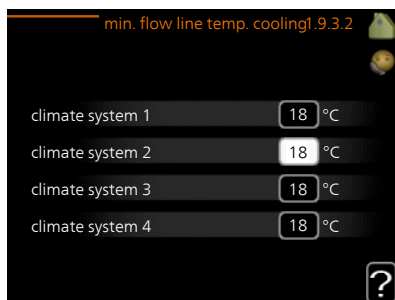 min. flow line temp. cooling1.9.3.2
climate system 1 18 °C
climate system 2 18 °C
climate system 3 18 °C
climate system 4 18 °C
?